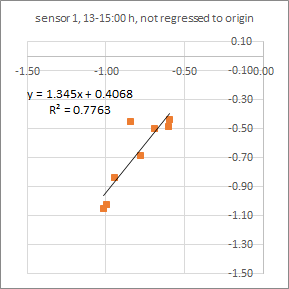 sensor 1, 13-15:00 h, not regressed to origin
0.10
-1.50 -1.00 -0.50 -0.10 0.00
y = 1.345x + 0.4068
-0.30
R² = 0.7763
-0.50
-0.70
-0.90
-1.10
-1.30
-1.50